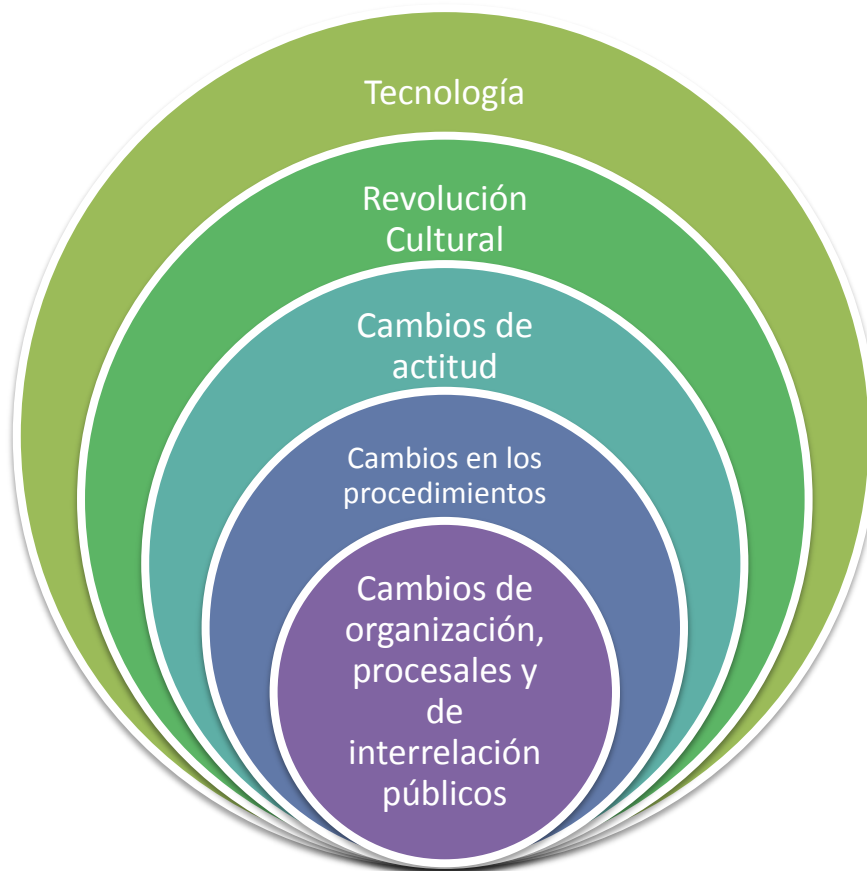 Tecnología
Revolución
Cultural
Cambios de
actitud
Cambios en los
procedimientos
Cambios de
organización,
procesales y
de
interrelación
públicos